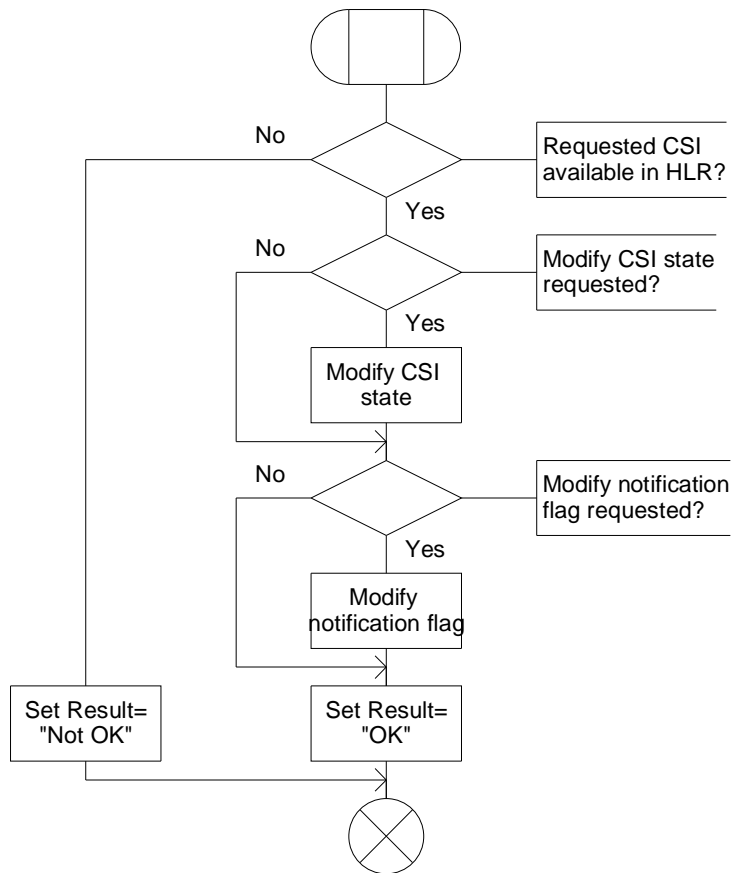 No
Requested CSI
available in HLR?
Yes
No
Modify CSI state
requested?
Yes
Modify CSI
state
No
Modify notification
flag requested?
Yes
Modify
notification flag
Set Result=
"Not OK"
Set Result=
"OK"